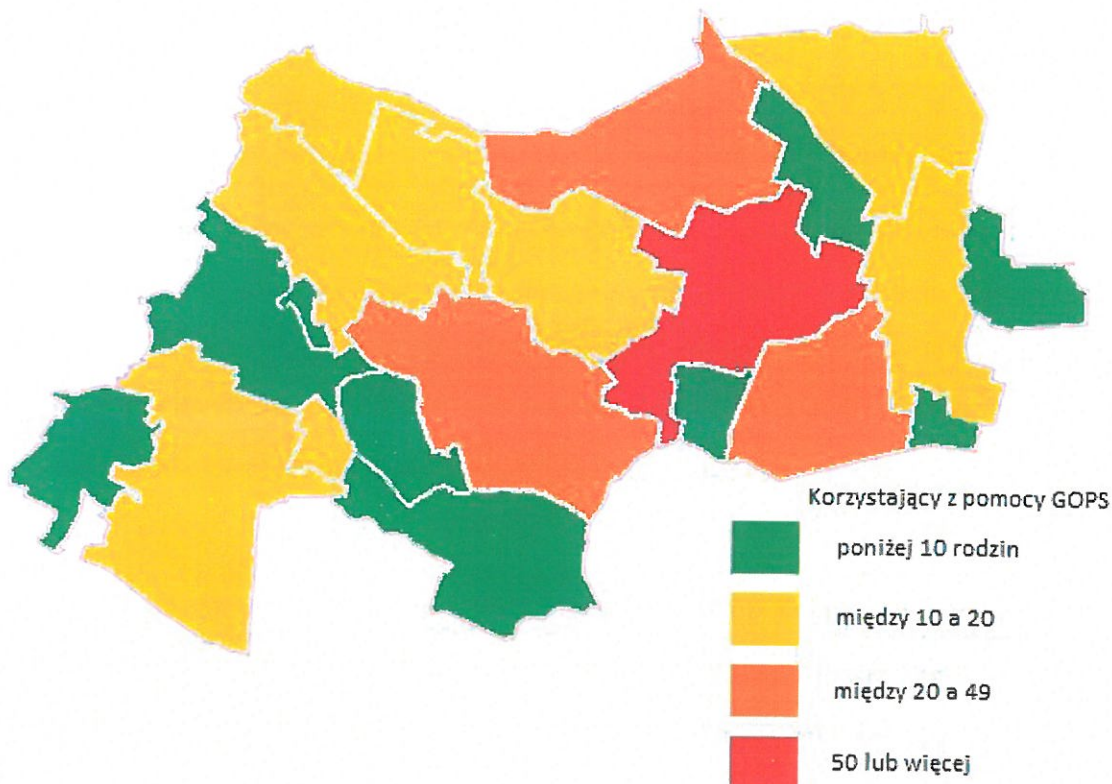 Korzystający z pomocy GOPS
poniżej 10 rodzin
między 10 a 20
między 20 a 49
50 lub więcej